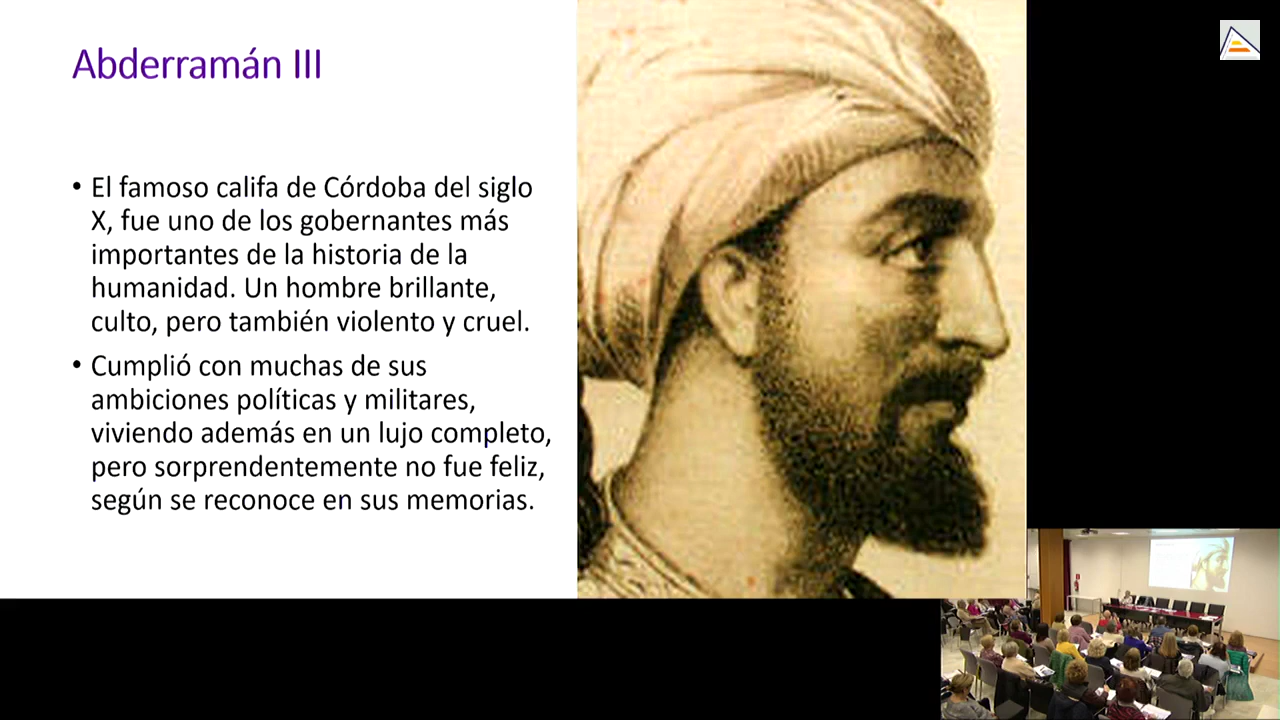 Abderramán III
• El famoso califa de Córdoba del siglo
X, fue uno de los gobernantes más
importantes de la historia de la
humanidad. Un hombre brillante,
culto, pero también violento y cruel.
• Cumplió con muchas de sus
ambiciones políticas y militares,
viviendo además en un lujo completo,
pero sorprendentemente no fue feliz,
según se reconoce en sus memorias.